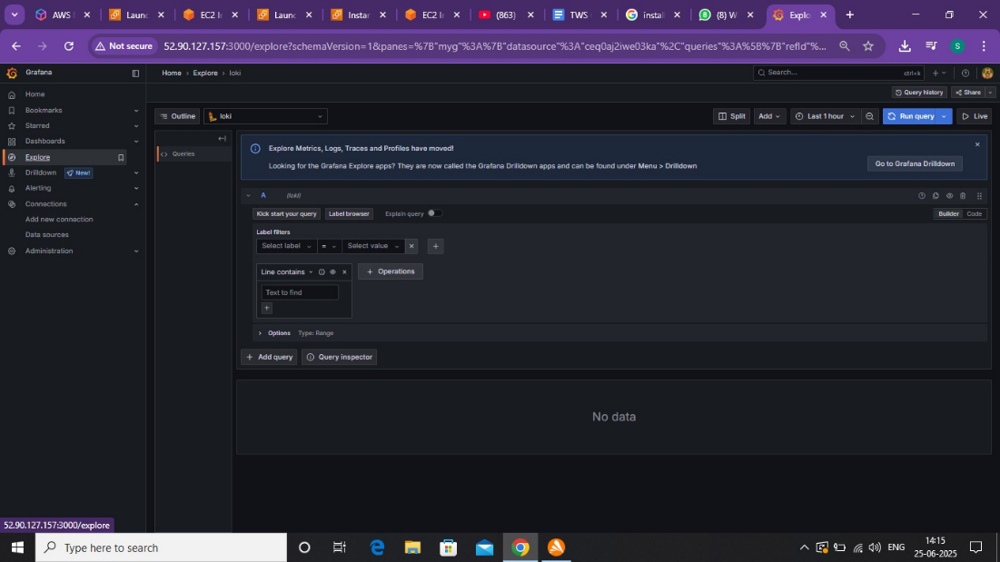 AWS
Launc
EC2 In
Launc
Instan
EC2 In
(863)
TWS
install
(8) W
Explo
Not secure
52.90.127.157:3000/explore?schemaVersion=1&panes=%7B"myg"%3A%7B"datasource"%3A"ceq0aj2iwe03ka"%2C"queries"%3A%5B%7B"refId"%...
S
Grafana
Home › Explore › loki
Search...
ctrl+k
Home
Bookmarks
Starred
Dashboards
Explore
Drilldown
New!
Alerting
Connections
Add new connection
Data sources
Administration
Query history
Share
Outline
loki
Split
Add
Last 1 hour
Run query
Live
Queries
Explore Metrics, Logs, Traces and Profiles have moved!
Looking for the Grafana Explore apps? They are now called the Grafana Drilldown apps and can be found under Menu > Drilldown
Go to Grafana Drilldown
A (loki)
Kick start your query
Label browser
Explain query
Builder
Code
Label filters
Select label
=
Select value
Line contains
+ Operations
Text to find
Options Type: Range
+ Add query
Query inspector
No data
52.90.127.157:3000/explore
Type here to search
ENG
14:15
25-06-2025